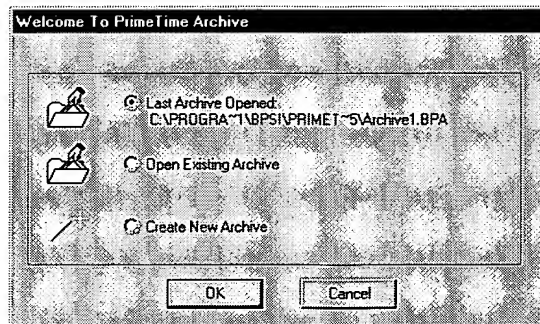 Welcome To PrimeTime Archive
Last Archive Opened:
C:\PROGRA~1\BPSI\PRIMET~5\Archive1.BPA
Open Existing Archive
Create New Archive
OK
Cancel